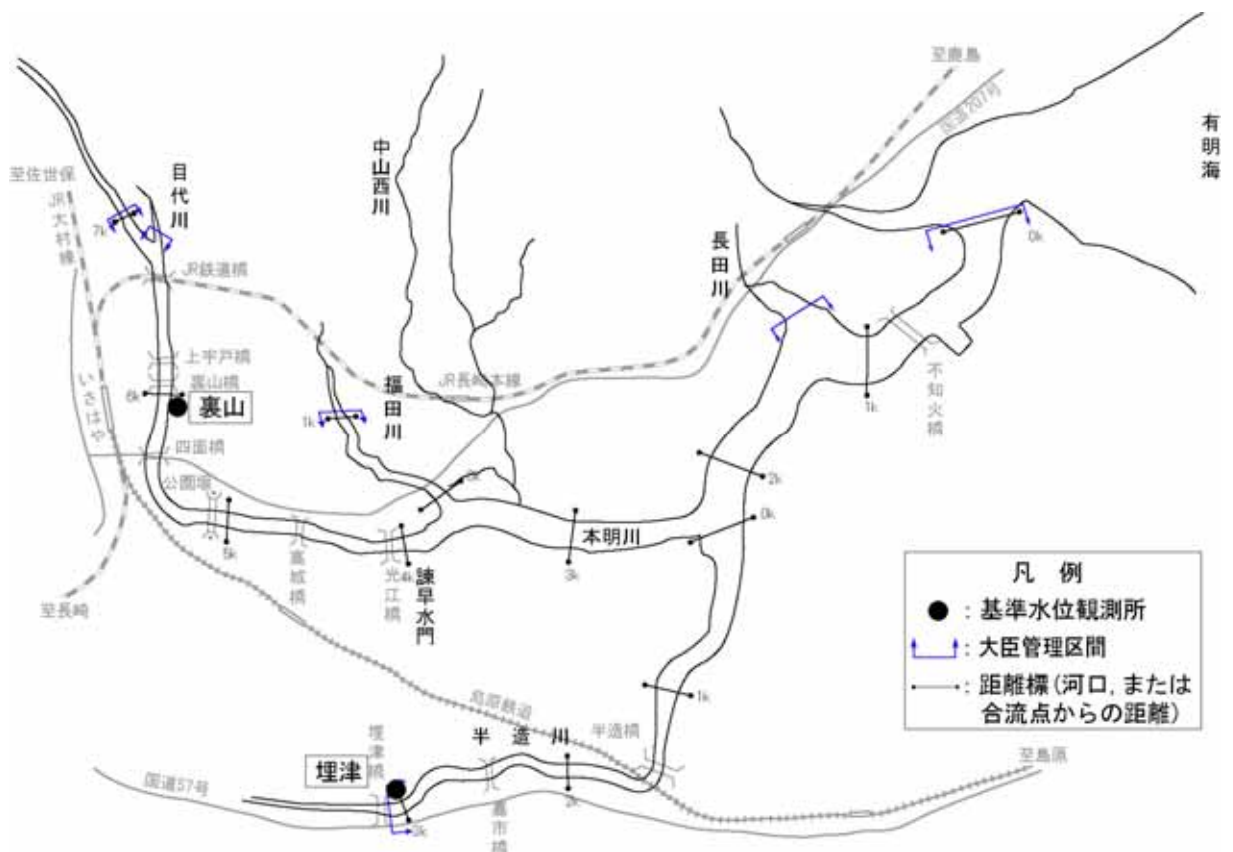 至鹿島
国道207号
有明海
中山西川
目代川
至佐世保
JR大村線
7k
0k
長田川
JR鉄道橋
上宇戸橋
裏山橋
6k
裏山
いさはや
福田川
JR長崎本線
1k
不知火橋
1k
四面橋
公園堰
0k
2k
0k
本明川
5k
高城橋
光江橋
4k
諫早水門
3k
至長崎
凡 例
: 基準水位観測所
: 大臣管理区間
: 距離標(河口, または
合流点からの距離)
1k
島原鉄道
半造橋
半造川
埋津橋
埋津
国道57号
至島原
2k
3k
嘉市橋